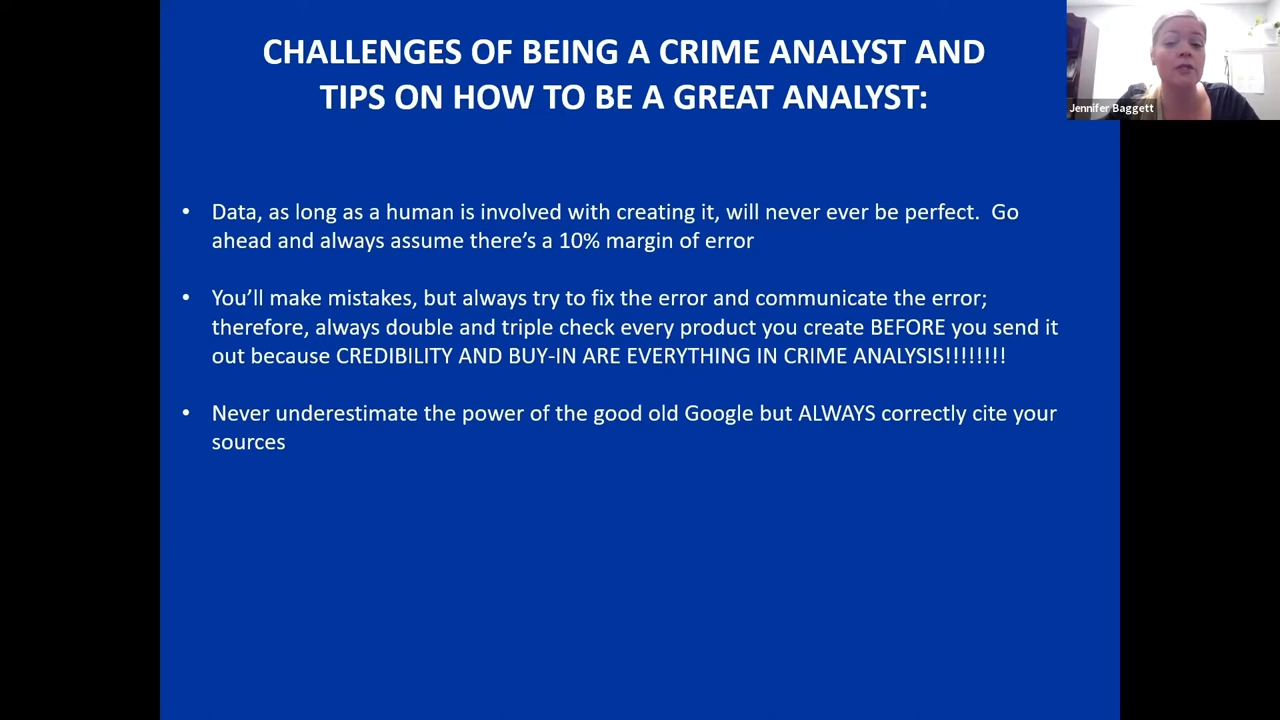 CHALLENGES OF BEING A CRIME ANALYST AND
TIPS ON HOW TO BE A GREAT ANALYST:
Jennifer Baggett
• Data, as long as a human is involved with creating it, will never ever be perfect.  Go
ahead and always assume there’s a 10% margin of error
• You’ll make mistakes, but always try to fix the error and communicate the error;
therefore, always double and triple check every product you create BEFORE you send it
out because CREDIBILITY AND BUY-IN ARE EVERYTHING IN CRIME ANALYSIS!!!!!!!!
• Never underestimate the power of the good old Google but ALWAYS correctly cite your
sources